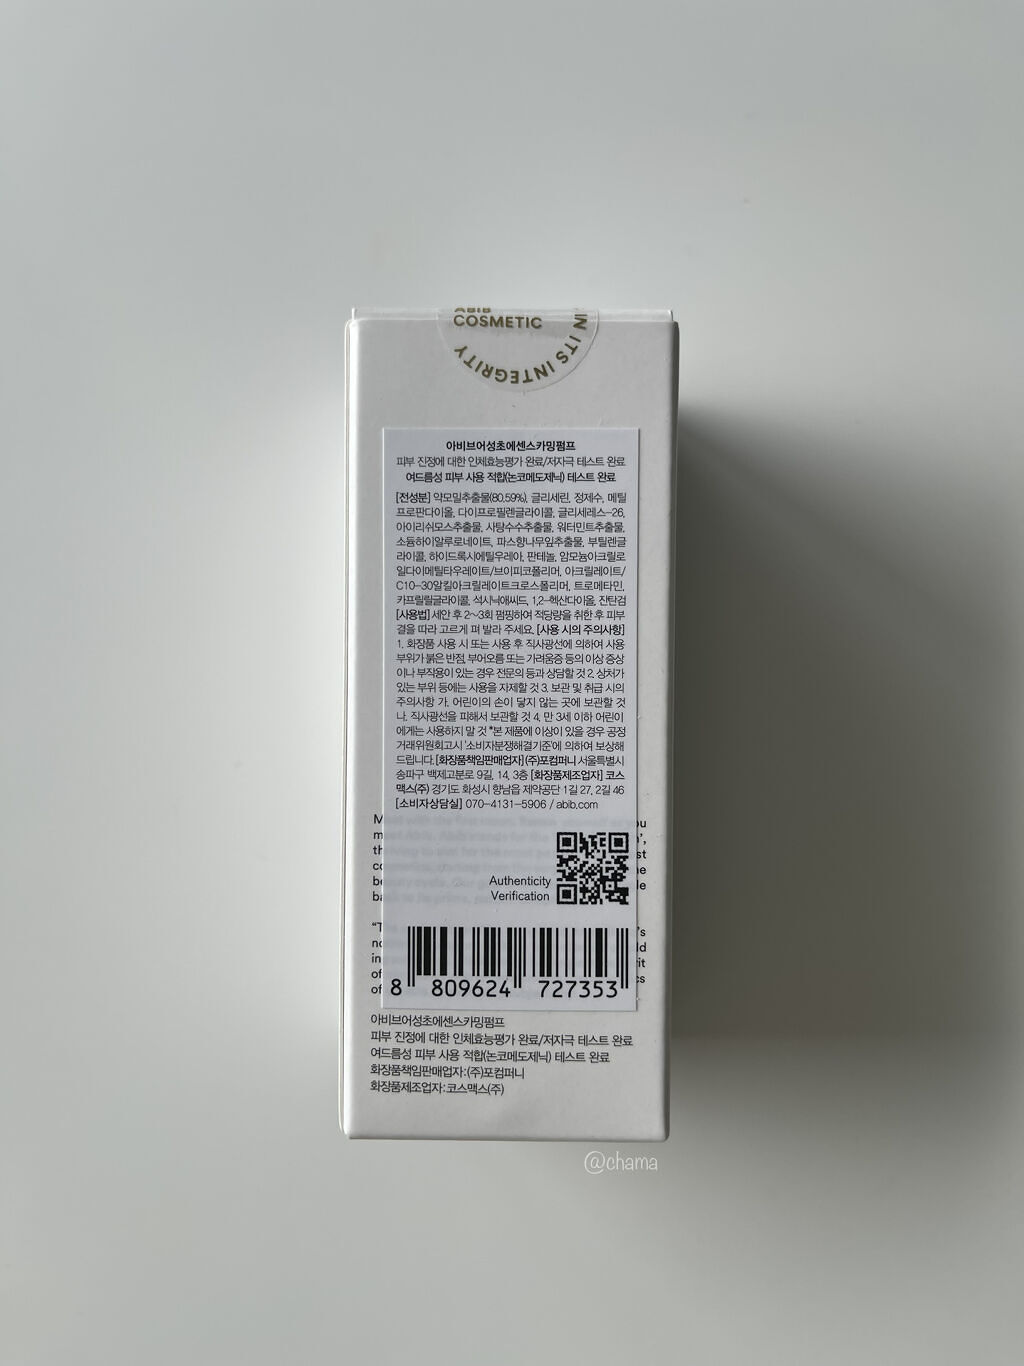 ABIB
COSMETIC
IN ITS INTEGRITY
아비브어성초에센스카밍펌프
피부 진정에 대한 인체효능평가 완료/저자극 테스트 완료
여드름성 피부 사용 적합(논코메도제닉) 테스트 완료
[전성분] 약모밀추출물(80.59%), 글리세린, 정제수, 메틸
프로판다이올, 다이프로필렌글라이콜, 글리세레스-26,
아이리쉬모스추출물, 사탕수수추출물, 워터민트추출물,
소듐하이알루로네이트, 파스향나무잎추출물, 부틸렌글
라이콜, 하이드록시에틸우레아, 판테놀, 암모늄아크릴로
일다이메틸타우레이트/브이피코폴리머, 아크릴레이트/
C10-30알킬아크릴레이트크로스폴리머, 트로메타민,
카프릴릴글라이콜, 석시닉애씨드, 1,2-헥산다이올, 잔탄검
[사용법] 세안 후 2~3회 펌핑하여 적당량을 취한 후 피부
결을 따라 고르게 펴 발라 주세요. [사용 시의 주의사항]
1. 화장품 사용 시 또는 사용 후 직사광선에 의하여 사용
부위가 붉은 반점, 부어오름 또는 가려움증 등의 이상 증상
이나 부작용이 있는 경우 전문의 등과 상담할 것 2. 상처가
있는 부위 등에는 사용을 자제할 것 3. 보관 및 취급 시의
주의사항 가. 어린이의 손이 닿지 않는 곳에 보관할 것
나. 직사광선을 피해서 보관할 것 4. 만 3세 이하 어린이
에게는 사용하지 말 것 *본 제품에 이상이 있을 경우 공정
거래위원회고시 '소비자분쟁해결기준'에 의하여 보상해
드립니다. [화장품책임판매업자] (주)포컴퍼니 서울특별시
송파구 백제고분로 9길, 14, 3층 [화장품제조업자] 코스
맥스(주) 경기도 화성시 향남읍 제약공단 1길 27, 2길 46
[소비자상담실] 070-4131-5906 / abib.com
Authenticity
Verification
8 809624 727353
아비브어성초에센스카밍펌프
피부 진정에 대한 인체효능평가 완료/저자극 테스트 완료
여드름성 피부 사용 적합(논코메도제닉) 테스트 완료
화장품책임판매업자:(주)포컴퍼니
화장품제조업자:코스맥스(주)
@chama